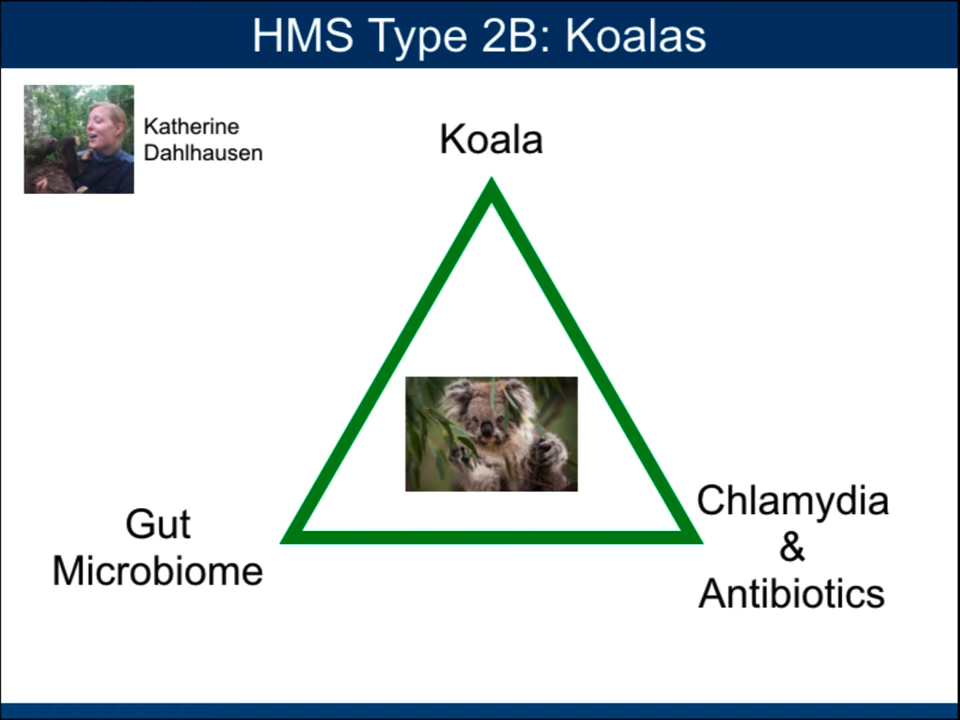 HMS Type 2B: Koalas
Katherine
Dahlhausen
Koala
Gut
Microbiome
Chlamydia
&
Antibiotics